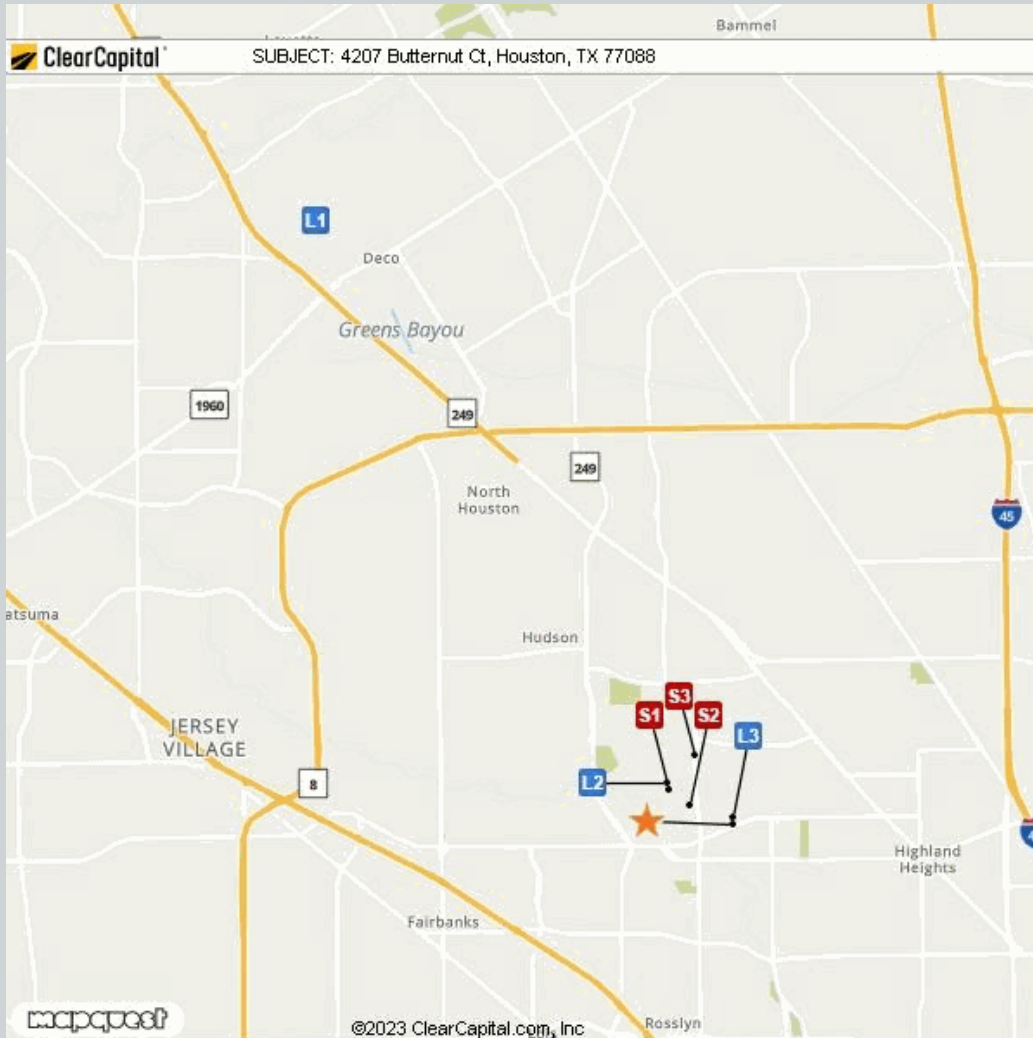 Bammel
ClearCapital
SUBJECT: 4207 Butternut Ct, Houston, TX 77088
L1
Deco
Greens Bayou
1960
249
249
North
Houston
45
atsuma
Hudson
S3
S1
S2
JERSEY
VILLAGE
L3
L2
8
Highland
Heights
Fairbanks
mapquest
©2023 ClearCapital.com, Inc
Rosslyn